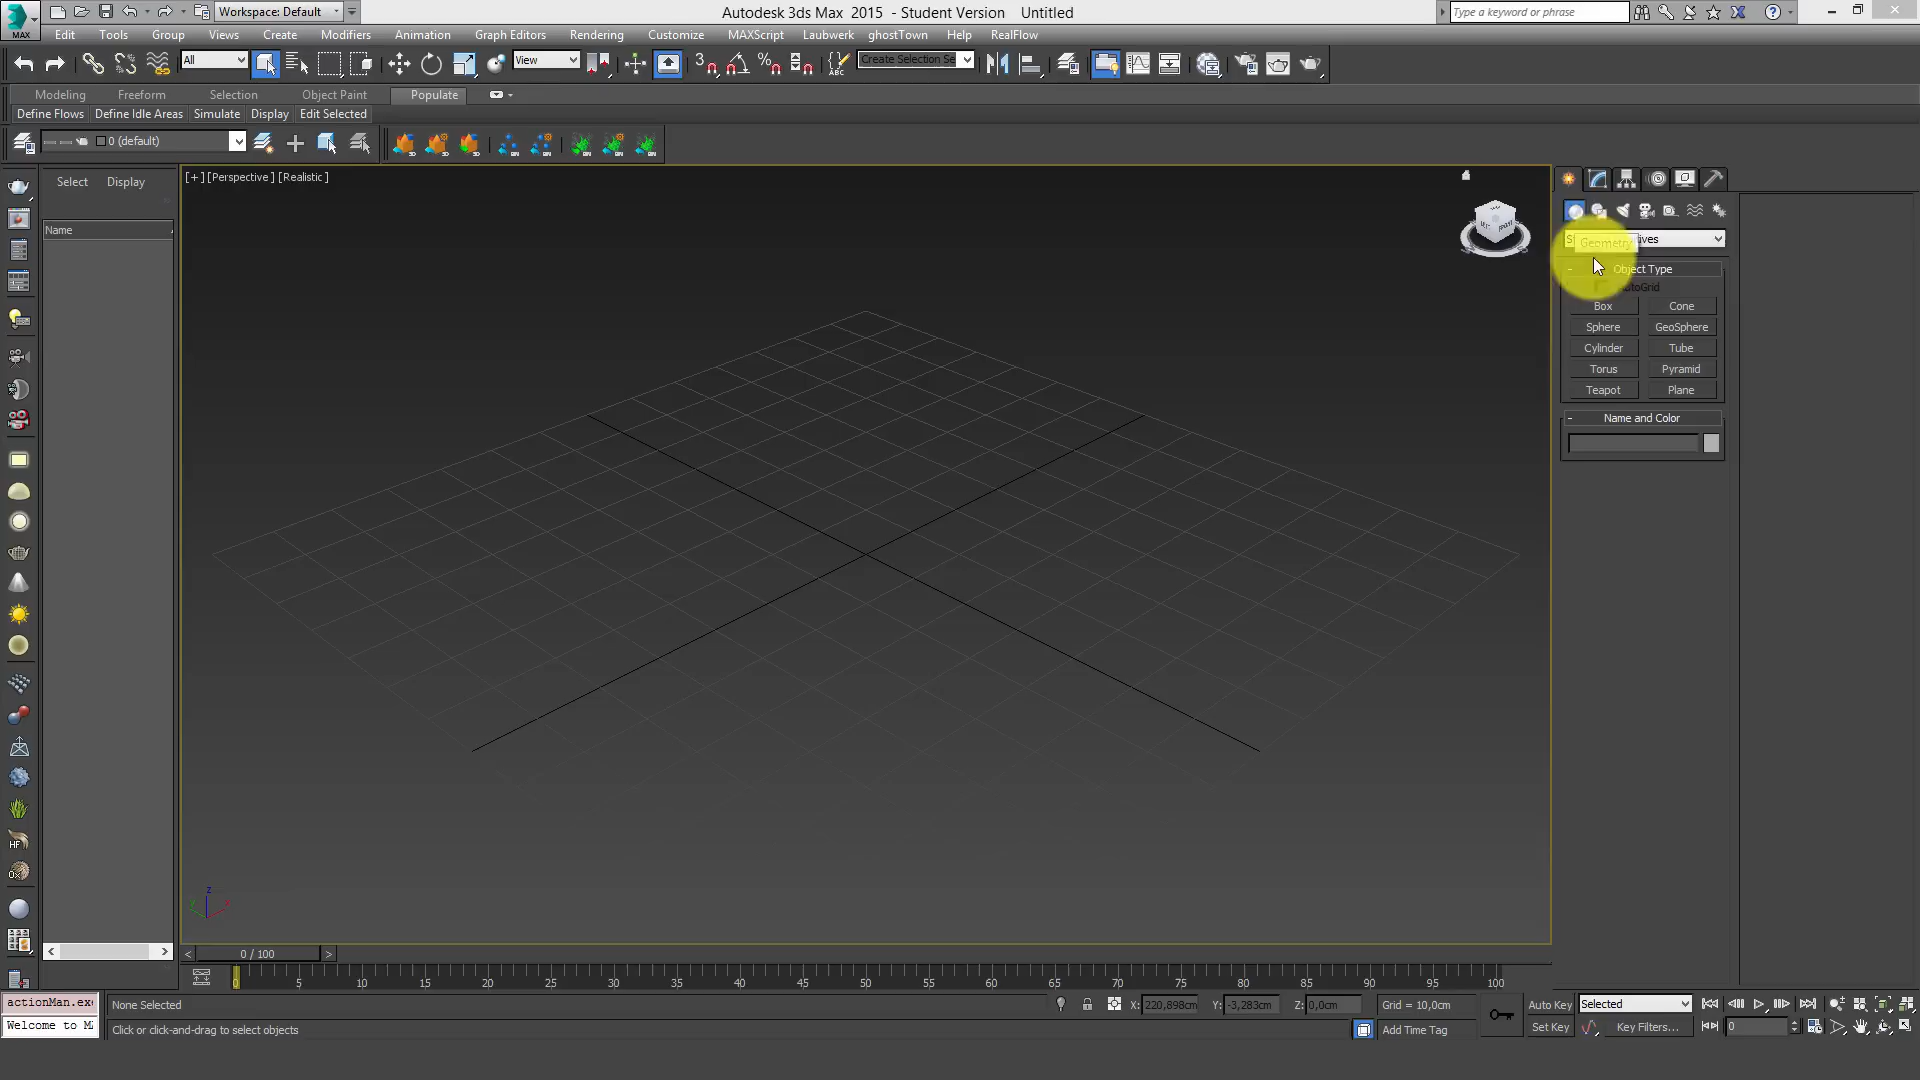 MAX
Workspace: Default
Autodesk 3ds Max 2015 - Student Version Untitled
Type a keyword or phrase
Edit Tools Group Views Create Modifiers Animation Graph Editors Rendering Customize MAXScript Laubwerk ghostTown Help RealFlow
All
View
3
ABC
Create Selection Se
Modeling Freeform Selection Object Paint Populate
Define Flows Define Idle Areas Simulate Display Edit Selected
0 (default)
Select Display
[+] [Perspective ] [Realistic ]
Name
Geometry
Object Type
AutoGrid
Box Cone
Sphere GeoSphere
Cylinder Tube
Torus Pyramid
Teapot Plane
Name and Color
HF
z
< 0 / 100 >
0 5 10 15 20 25 30 35 40 45 50 55 60 65 70 75 80 85 90 95 100
actionMan.exe
None Selected
X: 220,898cm Y: -3,283cm Z: 0,0cm Grid = 10,0cm
Auto Key Selected
Welcome to M
Click or click-and-drag to select objects
Add Time Tag
Set Key Key Filters... 0